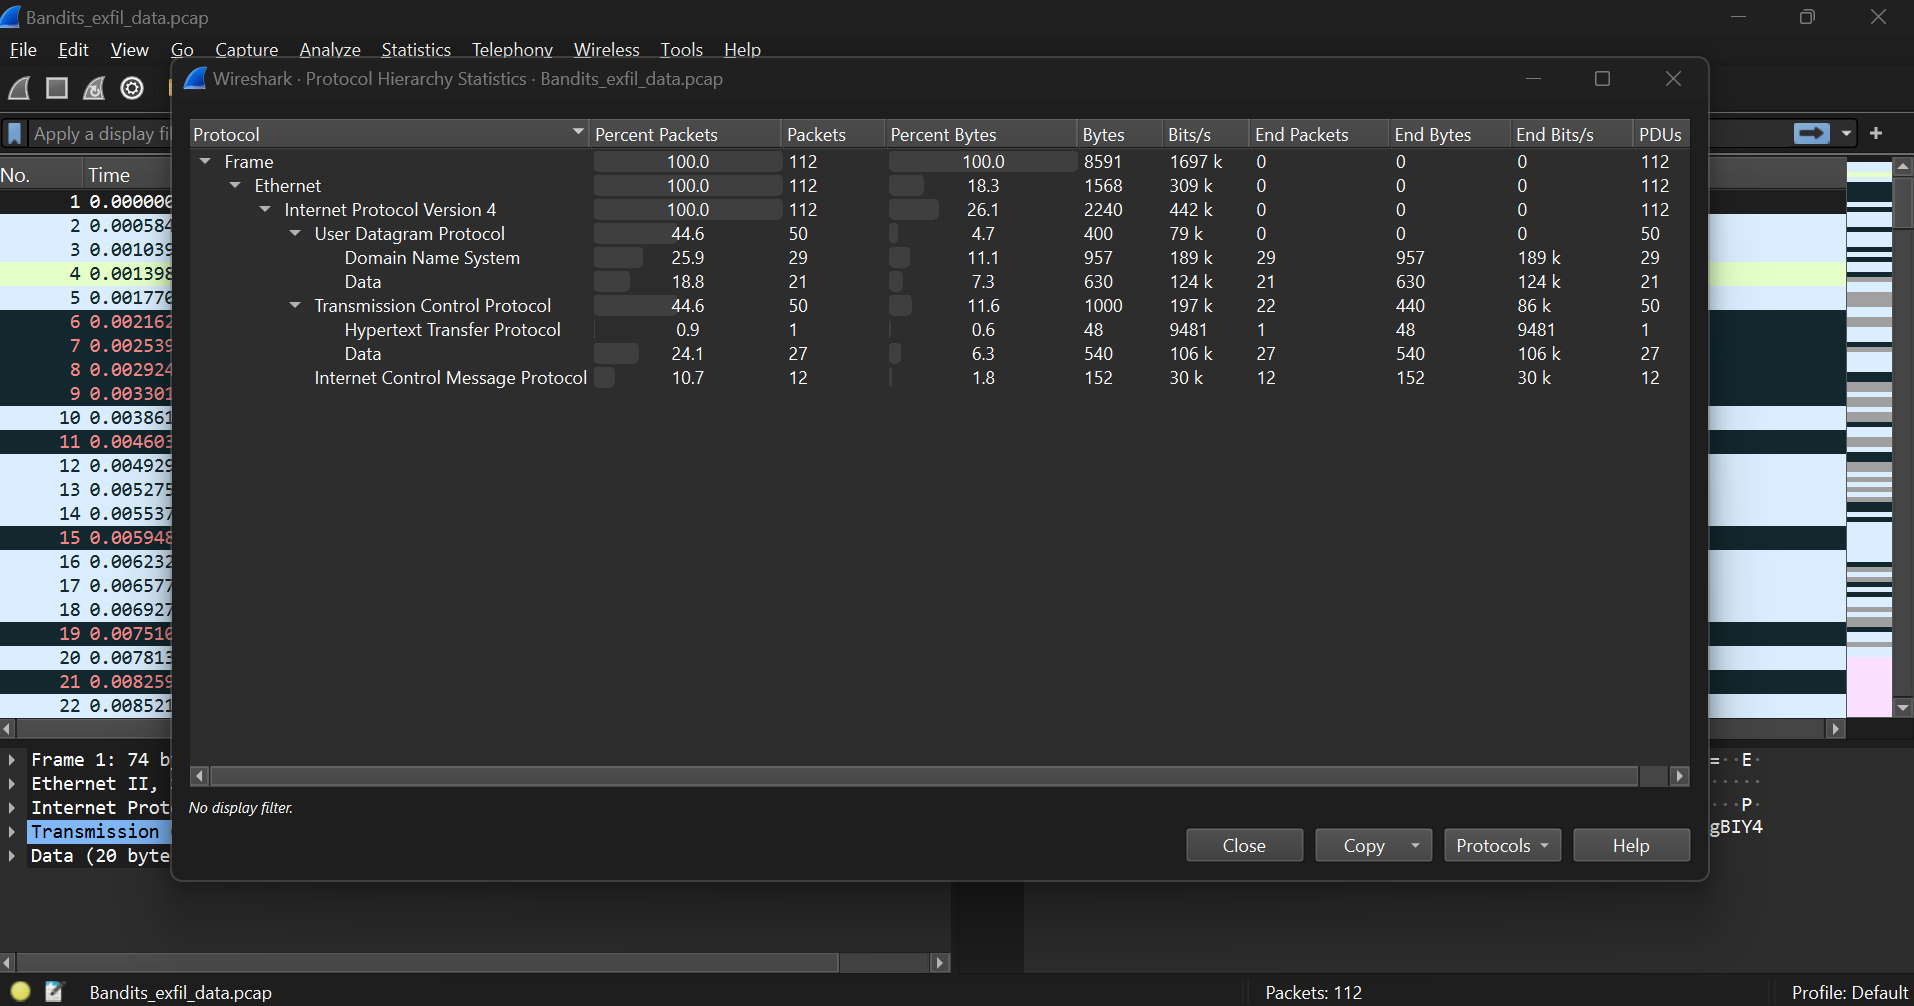 Bandits_exfil_data.pcap
File Edit View Go Capture Analyze Statistics Telephony Wireless Tools Help
Wireshark · Protocol Hierarchy Statistics · Bandits_exfil_data.pcap
Apply a display fil
No. Time
Protocol Percent Packets Packets Percent Bytes Bytes Bits/s End Packets End Bytes End Bits/s PDUs
Frame 100.0 112 100.0 8591 1697 k 0 0 0 112
Ethernet 100.0 112 18.3 1568 309 k 0 0 0 112
Internet Protocol Version 4 100.0 112 26.1 2240 442 k 0 0 0 112
User Datagram Protocol 44.6 50 4.7 400 79 k 0 0 0 50
Domain Name System 25.9 29 11.1 957 189 k 29 957 189 k 29
Data 18.8 21 7.3 630 124 k 21 630 124 k 21
Transmission Control Protocol 44.6 50 11.6 1000 197 k 22 440 86 k 50
Hypertext Transfer Protocol 0.9 1 0.6 48 9481 1 48 9481 1
Data 24.1 27 6.3 540 106 k 27 540 106 k 27
Internet Control Message Protocol 10.7 12 1.8 152 30 k 12 152 30 k 12
1 0.000000
2 0.000584
3 0.001039
4 0.001398
5 0.001770
6 0.002162
7 0.002539
8 0.002924
9 0.003301
10 0.003861
11 0.004603
12 0.004929
13 0.005275
14 0.005537
15 0.005948
16 0.006232
17 0.006577
18 0.006927
19 0.007510
20 0.007813
21 0.008259
22 0.008521
No display filter.
Close Copy Protocols Help
Frame 1: 74 b
Ethernet II,
Internet Prot
Transmission
Data (20 byte
=··E·
·····
···P·
gBIY4
Bandits_exfil_data.pcap
Packets: 112
Profile: Default